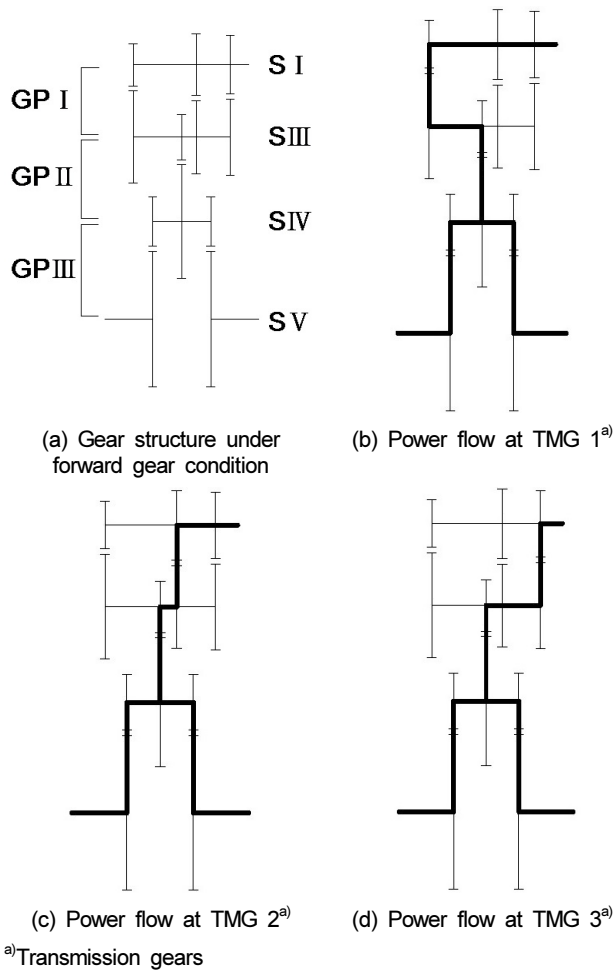 GP Ⅰ
GP Ⅱ
GP Ⅲ
S Ⅰ
S Ⅲ
S Ⅳ
S Ⅴ
(a) Gear structure under
forward gear condition
(b) Power flow at TMG 1a)
(c) Power flow at TMG 2a)
(d) Power flow at TMG 3a)
a)Transmission gears